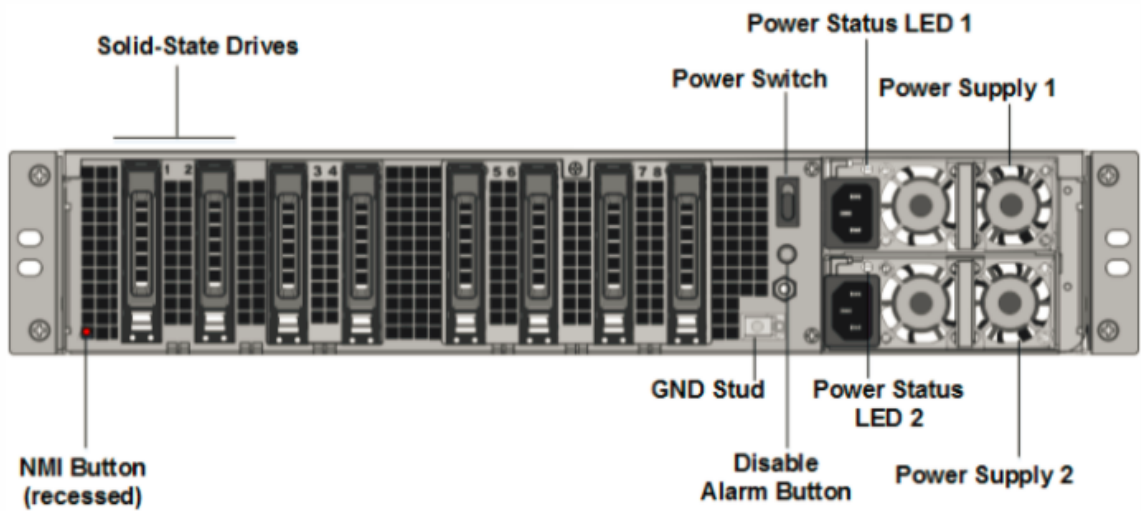 Power Status LED 1
Solid-State Drives
Power Switch
Power Supply 1
1 2
3 4
5 6
7 8
GND Stud
Power Status
LED 2
NMI Button
(recessed)
Disable
Alarm Button
Power Supply 2